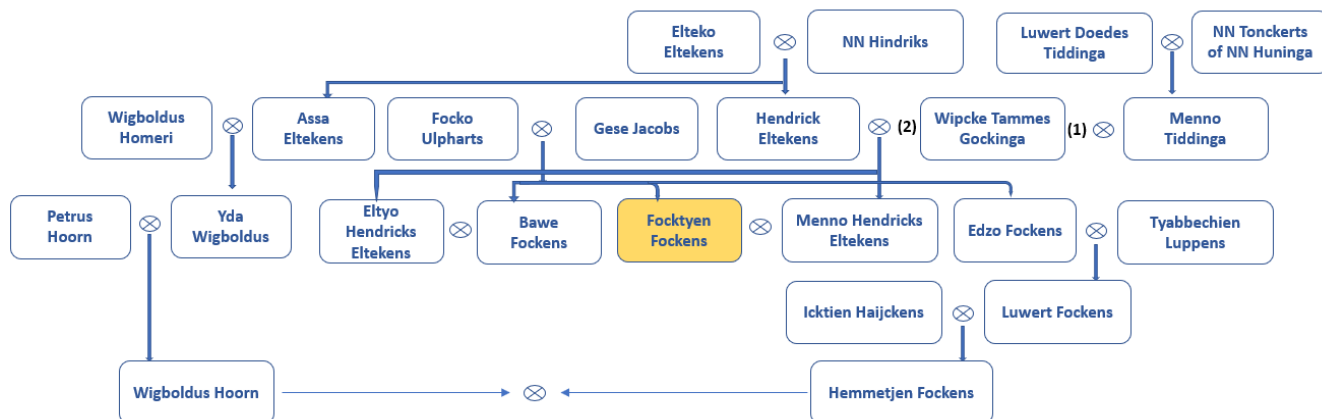 Elteko
Eltekens
NN Hindriks
Luwert Doedes
Tiddinga
NN Tonckerts
of NN Huninga
Wigboldus
Homeri
Assa
Eltekens
Focko
Ulpharts
Gese Jacobs
Hendrick
Eltekens
(2)
Wipcke Tammes
Gockinga
(1)
Menno
Tiddinga
Petrus
Hoorn
Yda
Wigboldus
Eltyo
Hendricks
Eltekens
Bawe
Fockens
Focktyen
Fockens
Menno Hendricks
Eltekens
Edzo Fockens
Tyabbechien
Luppens
Icktien Haijckens
Luwert Fockens
Wigboldus Hoorn
Hemmetjen Fockens